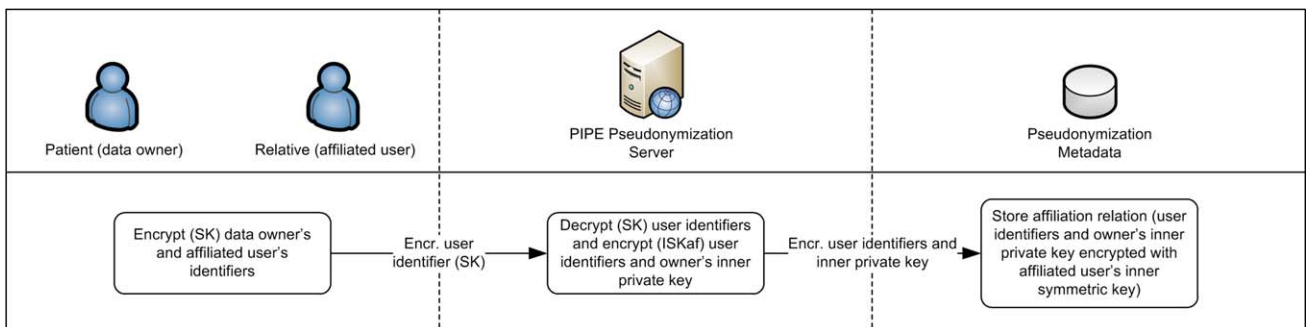 Patient (data owner)
Relative (affiliated user)
PIPE Pseudonymization
Server
Pseudonymization
Metadata
Encrypt (SK) data owner's
and affiliated user's
identifiers
Encr. user
identifier (SK)
Decrypt (SK) user identifiers
and encrypt (ISKaf) user
identifiers and owner's inner
private key
Encr. user identifiers and
inner private key
Store affiliation relation (user
identifiers and owner's inner
private key encrypted with
affiliated user's inner
symmetric key)